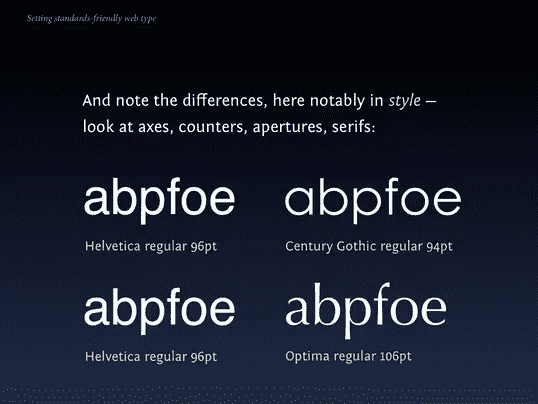 Setting standards-friendly web type
And note the differences, here notably in style —
look at axes, counters, apertures, serifs:
abpfoe abpfoe
Helvetica regular 96pt Century Gothic regular 94pt
abpfoe abpfoe
Helvetica regular 96pt Optima regular 106pt